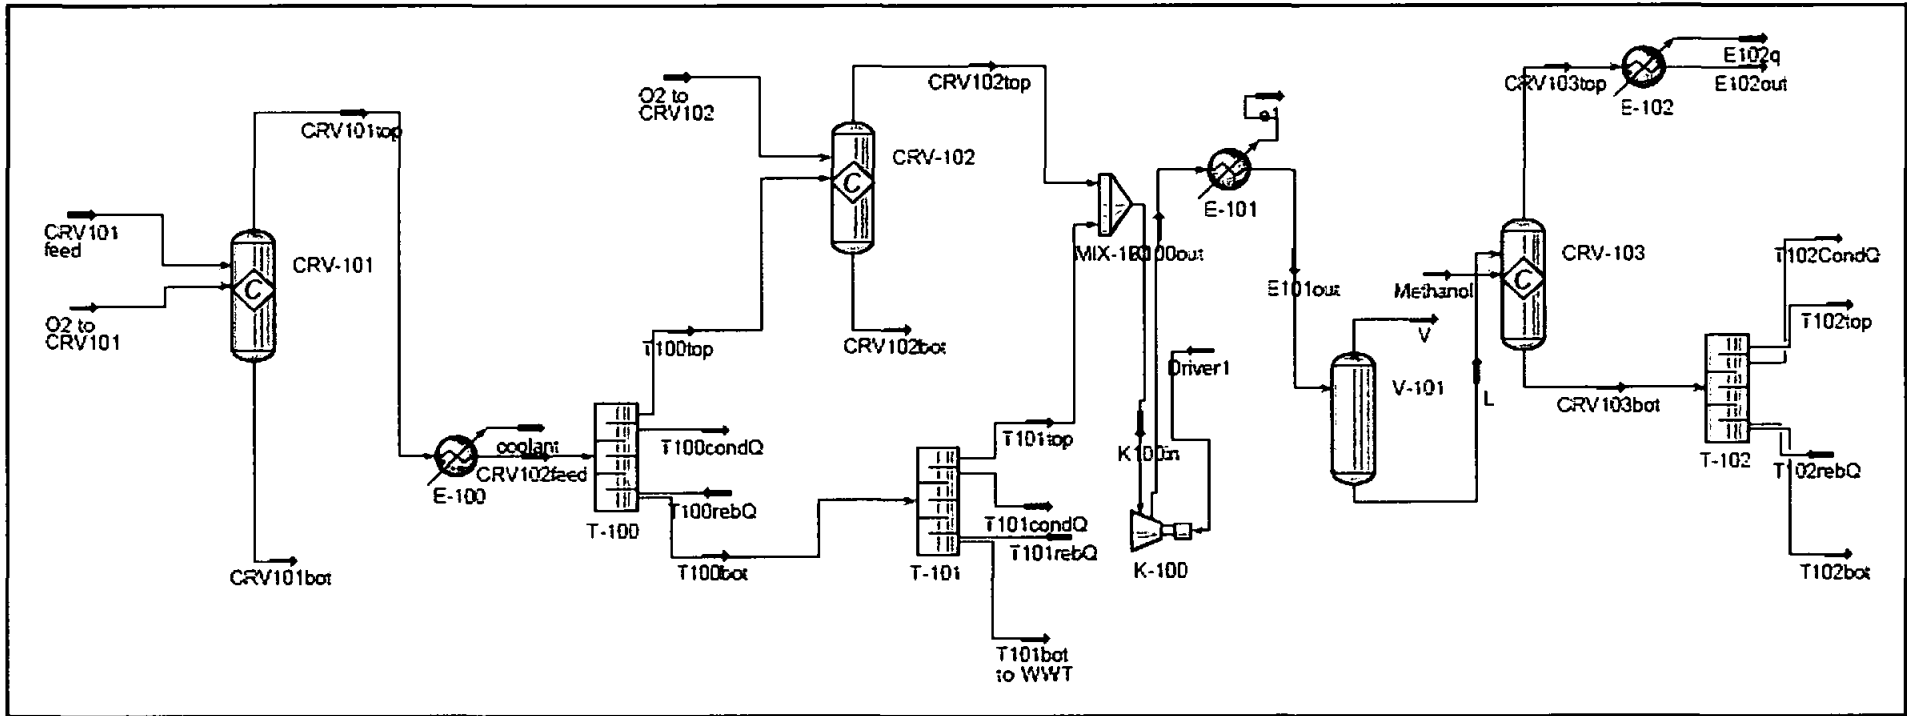 CRV101
feed
O2 to
CRV101
CRV-101
C
CRV101top
CRV101bot
E-100
coolant
CRV102feed
T-100
T100top
T100condQ
T100rebQ
T100bot
O2 to
CRV102
CRV-102
C
CRV102top
CRV102bot
T-101
T101top
T101condQ
T101rebQ
T101bot
to WWT
K100out
K100in
K-100
Driver1
E-101
E101out
V-101
V
L
Methanol
CRV-103
C
CRV103top
CRV103bot
E-102
E102q
E102out
T-102
T102CondQ
T102top
T102rebQ
T102bot